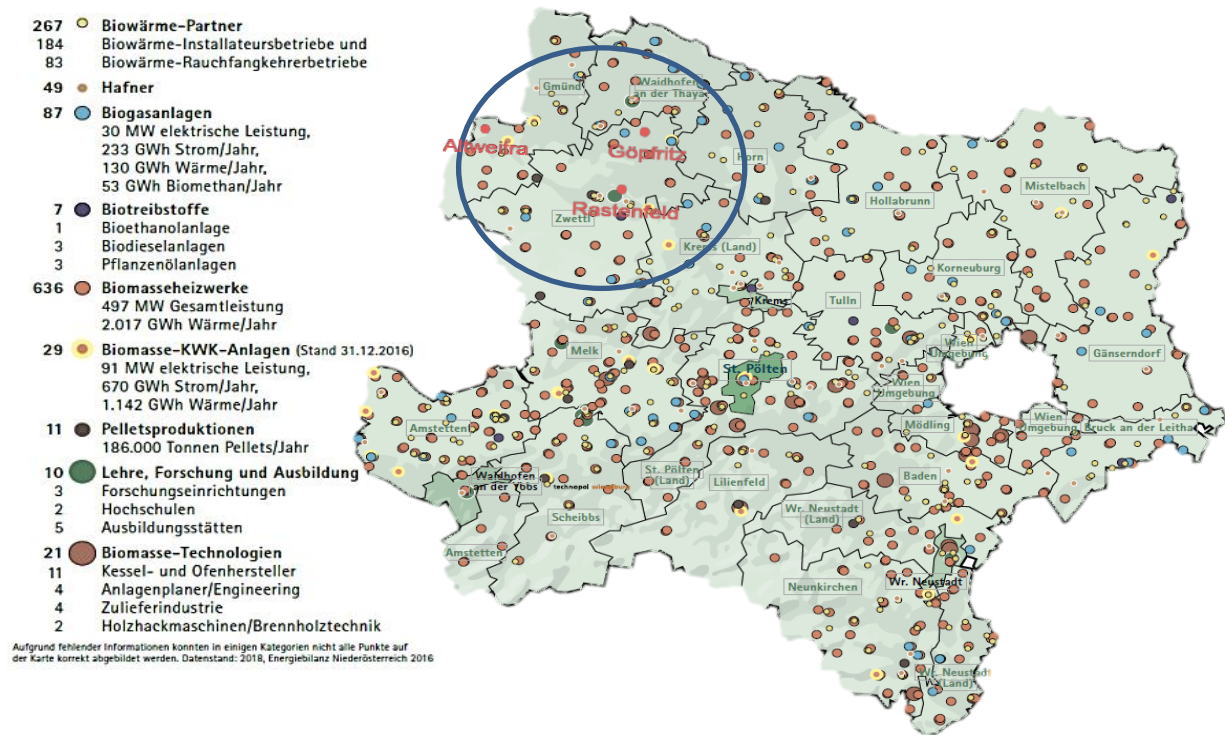 267 Biowärme-Partner
184 Biowärme-Installateursbetriebe und
83 Biowärme-Rauchfangkehrerbetriebe
49 Hafner
87 Biogasanlagen
30 MW elektrische Leistung,
233 GWh Strom/Jahr,
130 GWh Wärme/Jahr,
53 GWh Biomethan/Jahr
7 Biotreibstoffe
1 Bioethanolanlage
3 Biodieselanlagen
3 Pflanzenölanlagen
636 Biomasseheizwerke
497 MW Gesamtleistung
2.017 GWh Wärme/Jahr
29 Biomasse-KWK-Anlagen (Stand 31.12.2016)
91 MW elektrische Leistung,
670 GWh Strom/Jahr,
1.142 GWh Wärme/Jahr
11 Pelletsproduktionen
186.000 Tonnen Pellets/Jahr
10 Lehre, Forschung und Ausbildung
3 Forschungseinrichtungen
2 Hochschulen
5 Ausbildungsstätten
21 Biomasse-Technologien
11 Kessel- und Ofenhersteller
4 Anlagenplaner/Engineering
4 Zulieferindustrie
2 Holzhackmaschinen/Brennholztechnik
Aufgrund fehlender Informationen konnten in einigen Kategorien nicht alle Punkte auf
der Karte korrekt abgebildet werden. Datenstand: 2018, Energiebilanz Niederösterreich 2016
Gmünd
Waidhofen
an der Thaya
Göpfritz
Horn
Rastenfeld
Zwettl
Krems (Land)
Hollabrunn
Mistelbach
Korneuburg
Krems
Tulln
Melk
St. Pölten
Wien
Umgebung
Gänserndorf
Wien
Umgebung
Mödling
Wien
Umgebung
Bruck an der Leitha
Amstetten
Waidhofen
an der Ybbs
technopol
St. Pölten
(Land)
Lilienfeld
Baden
Scheibbs
Wr. Neustadt
(Land)
Amstetten
Neunkirchen
Wr. Neustadt
Wr. Neustadt
(Land)